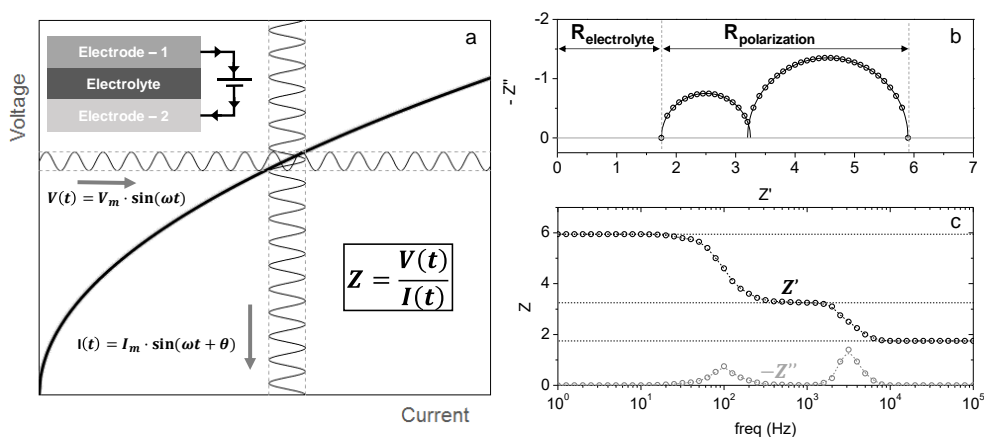 a
Electrode – 1
Electrolyte
Electrode – 2
Voltage
V(t) = V_m · sin(ωt)
Z = V(t) / I(t)
I(t) = I_m · sin(ωt + θ)
Current
-2
b
R_electrolyte
R_polarization
- Z''
-1
0
0 1 2 3 4 5 6 7
Z'
c
6
Z
4
Z'
2
−Z''
0
10^0 10^1 10^2 10^3 10^4 10^5
freq (Hz)